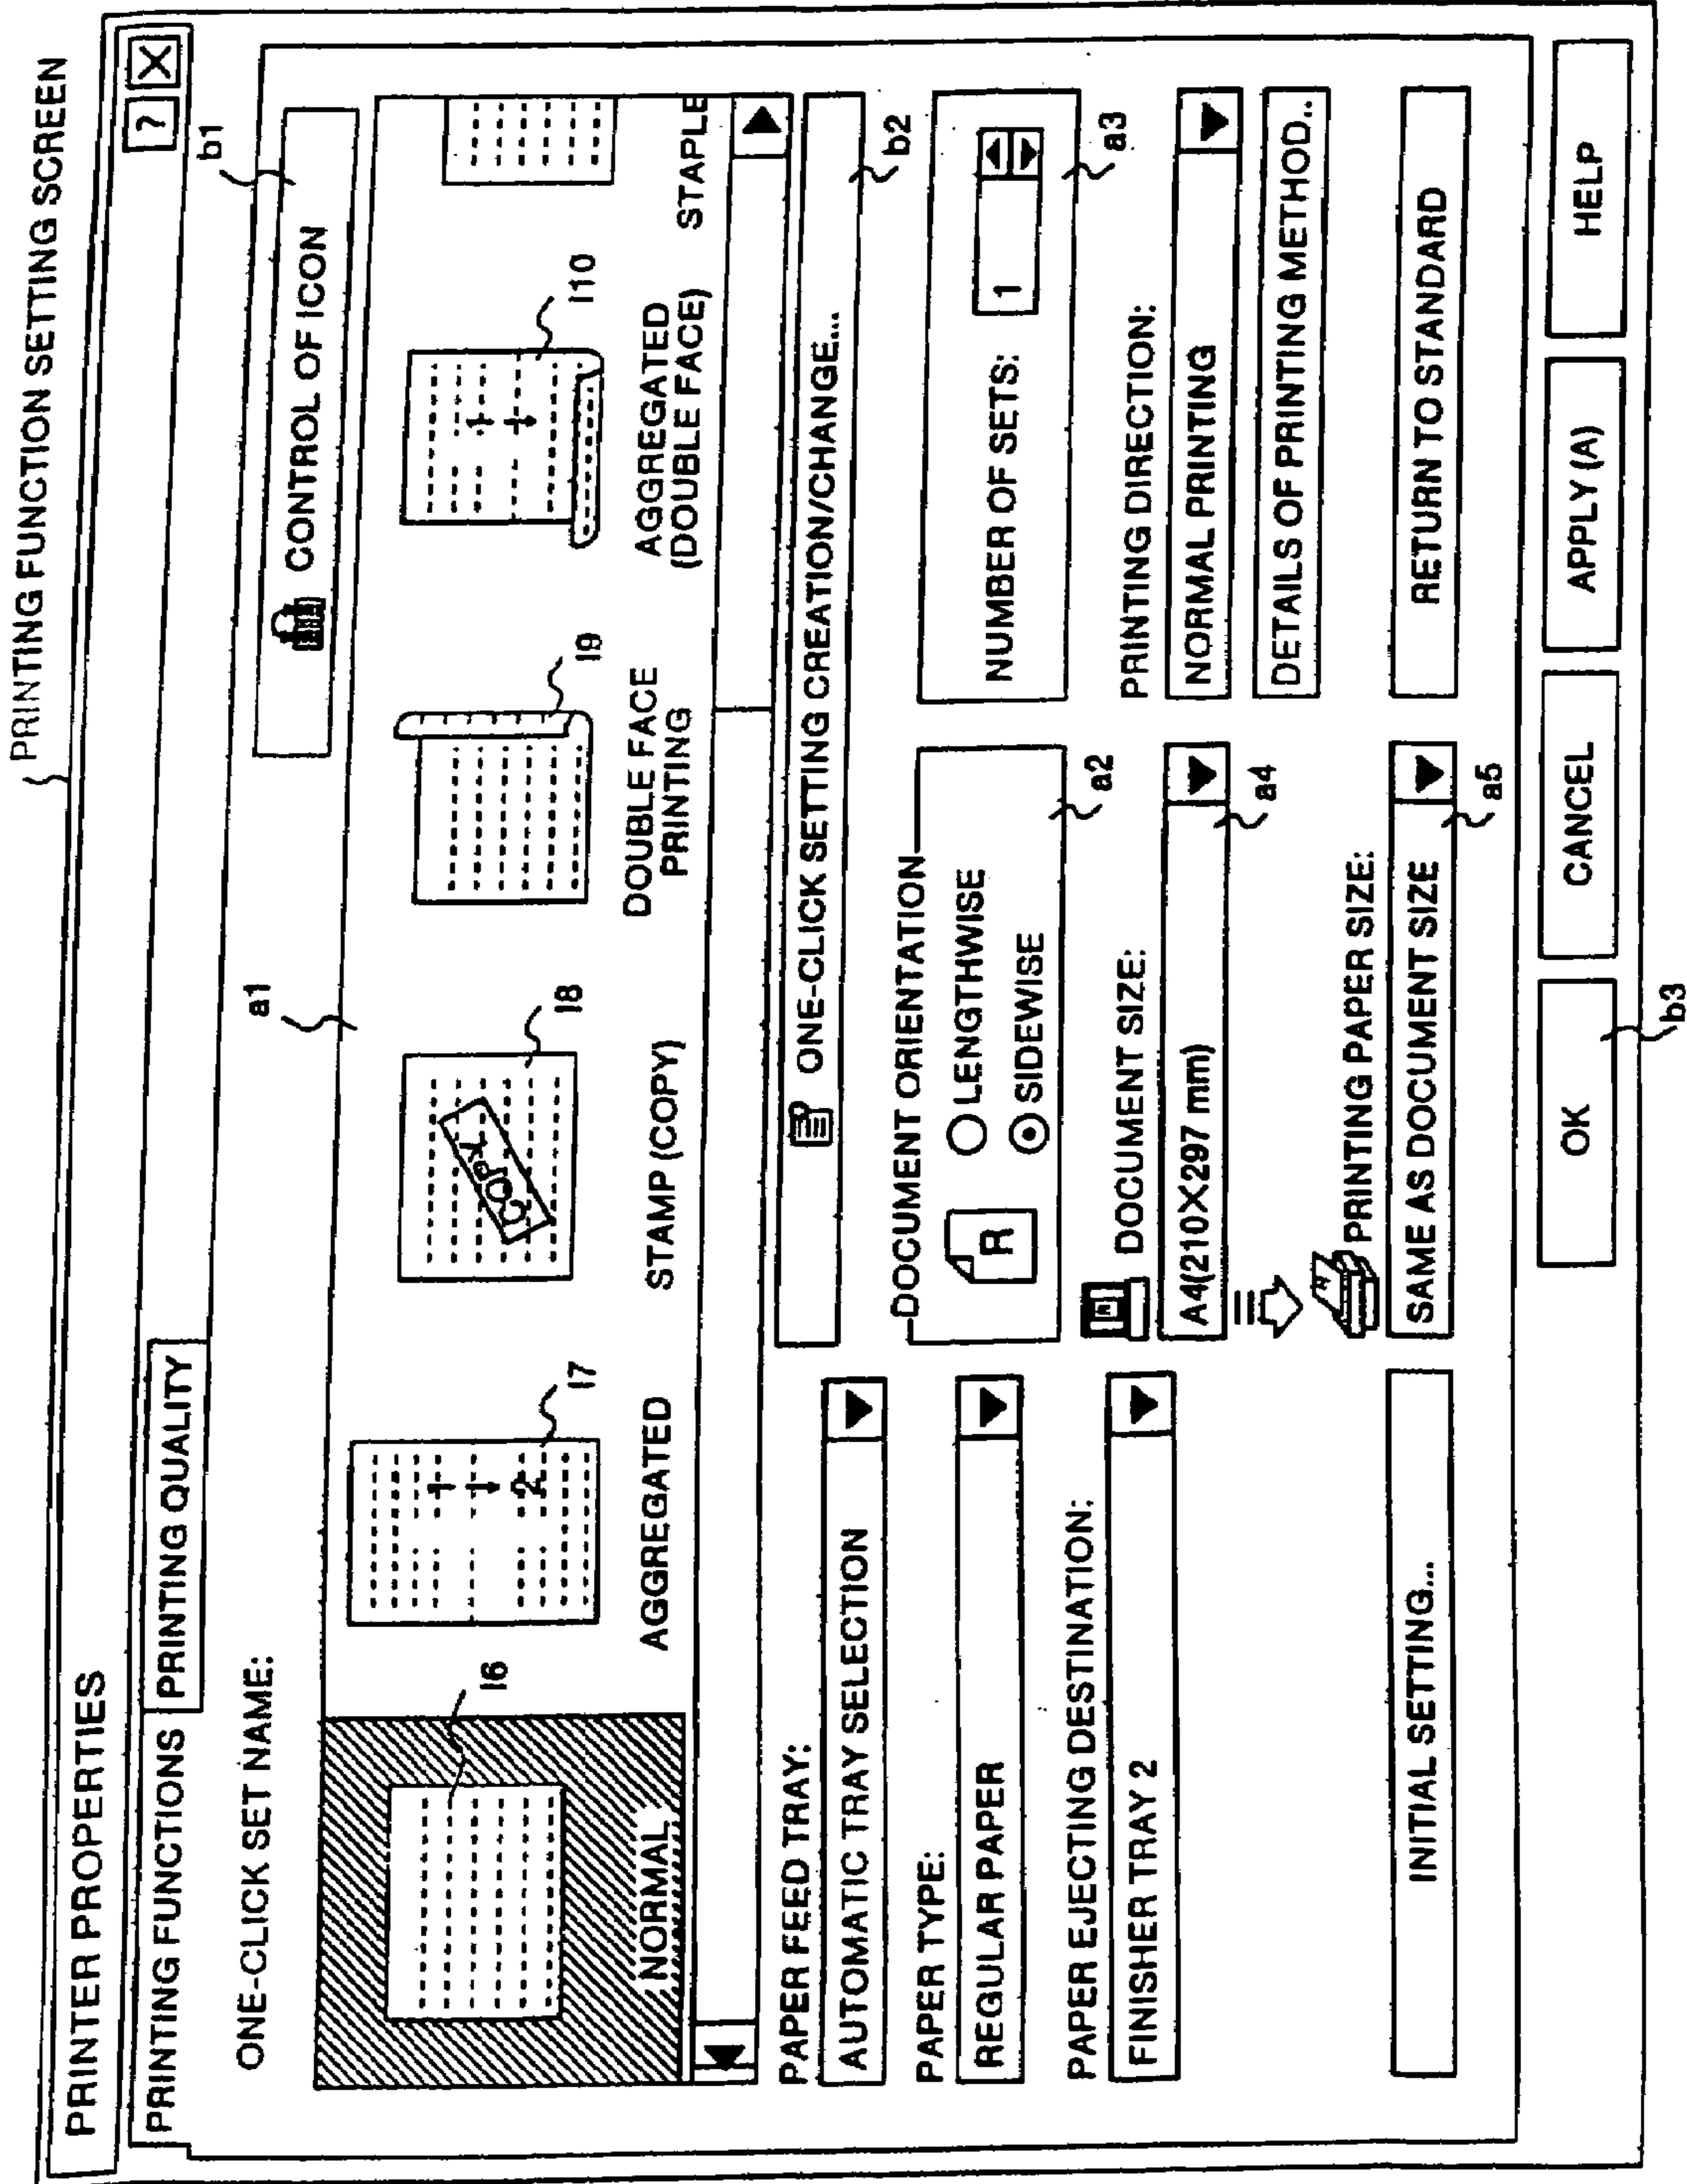 PRINTING FUNCTION SETTING SCREEN
PRINTER PROPERTIES
? X
PRINTING FUNCTIONS PRINTING QUALITY
b1
ONE-CLICK SET NAME:
CONTROL OF ICON
a1
COPY
1
2
1
I6
I7
I8
I9
I10
NORMAL
AGGREGATED
STAMP (COPY)
DOUBLE FACE
PRINTING
AGGREGATED
(DOUBLE FACE)
STAPLE
ONE-CLICK SETTING CREATION/CHANGE...
b2
PAPER FEED TRAY:
AUTOMATIC TRAY SELECTION
PAPER TYPE:
REGULAR PAPER
PAPER EJECTING DESTINATION:
FINISHER TRAY 2
INITIAL SETTING...
DOCUMENT ORIENTATION
R
LENGTHWISE
SIDEWISE
a2
DOCUMENT SIZE:
A4(210X297 mm)
a4
PRINTING PAPER SIZE:
SAME AS DOCUMENT SIZE
a5
NUMBER OF SETS: 1
a3
PRINTING DIRECTION:
NORMAL PRINTING
DETAILS OF PRINTING METHOD..
RETURN TO STANDARD
OK CANCEL APPLY (A) HELP
b3